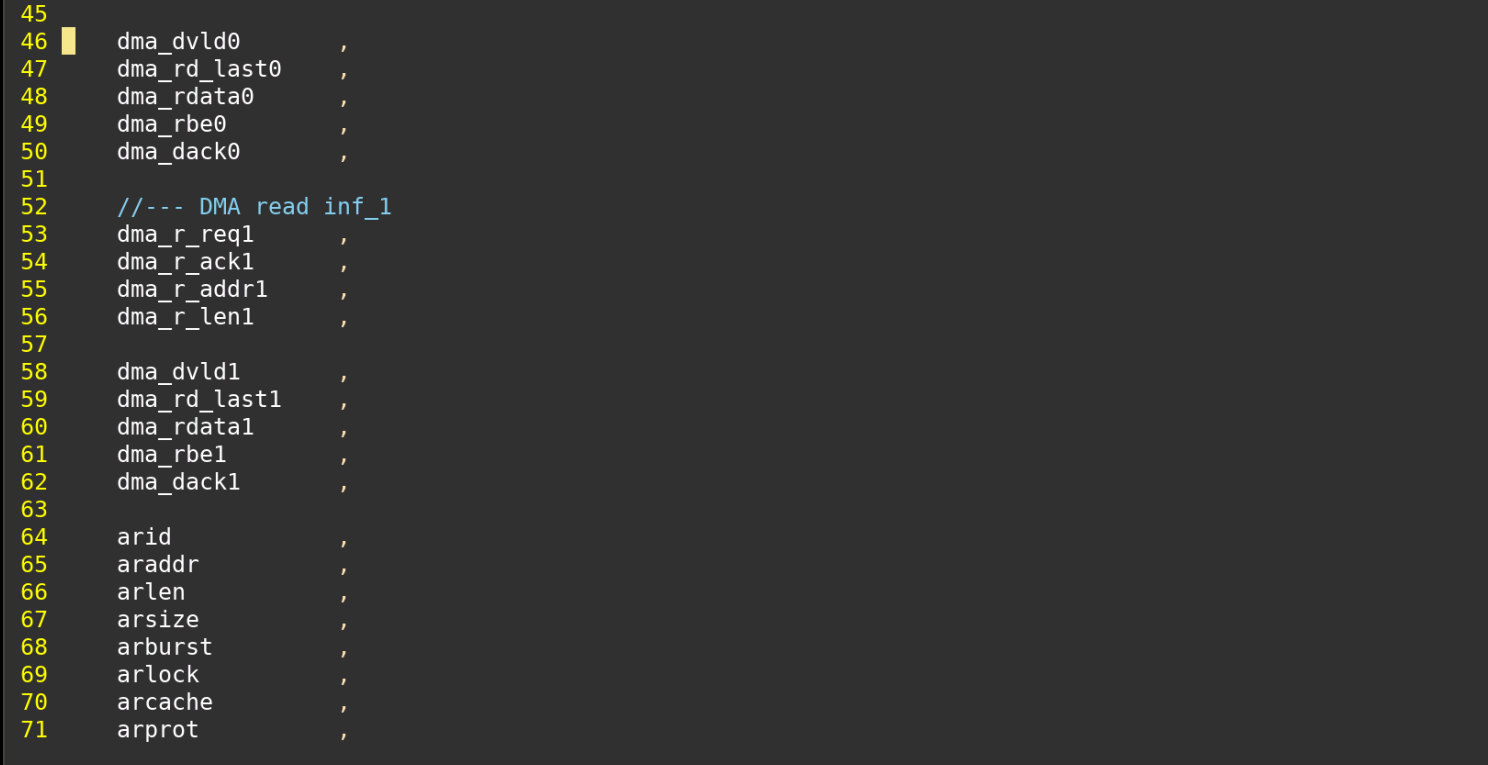 45
46 dma_dvld0 ,
47 dma_rd_last0 ,
48 dma_rdata0 ,
49 dma_rbe0 ,
50 dma_dack0 ,
51
52 //--- DMA read inf_1
53 dma_r_req1 ,
54 dma_r_ack1 ,
55 dma_r_addr1 ,
56 dma_r_len1 ,
57
58 dma_dvld1 ,
59 dma_rd_last1 ,
60 dma_rdata1 ,
61 dma_rbe1 ,
62 dma_dack1 ,
63
64 arid ,
65 araddr ,
66 arlen ,
67 arsize ,
68 arburst ,
69 arlock ,
70 arcache ,
71 arprot ,